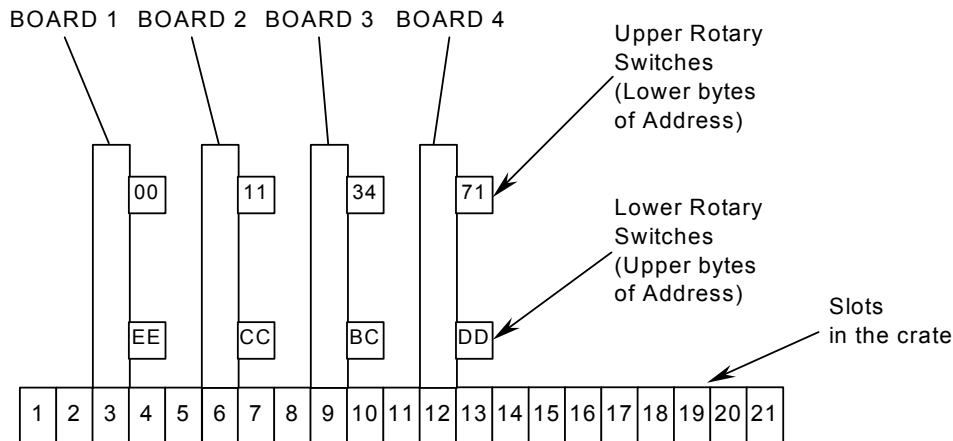 BOARD 1 BOARD 2 BOARD 3 BOARD 4
Upper Rotary
Switches
(Lower bytes
of Address)
00 11 34 71
Lower Rotary
Switches
(Upper bytes
of Address)
EE CC BC DD
Slots
in the crate
1 2 3 4 5 6 7 8 9 10 11 12 13 14 15 16 17 18 19 20 21